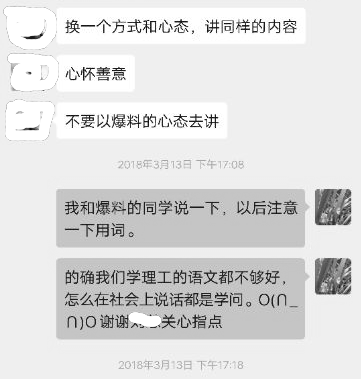 换一个方式和心态，讲同样的内容
心怀善意
不要以爆料的心态去讲
2018年3月13日 下午17:08
我和爆料的同学说一下，以后注意
一下用词。
的确我们学理工的语文都不够好，
怎么在社会上说话都是学问。O(∩_
∩)O 谢谢 关心指点
2018年3月13日 下午17:18